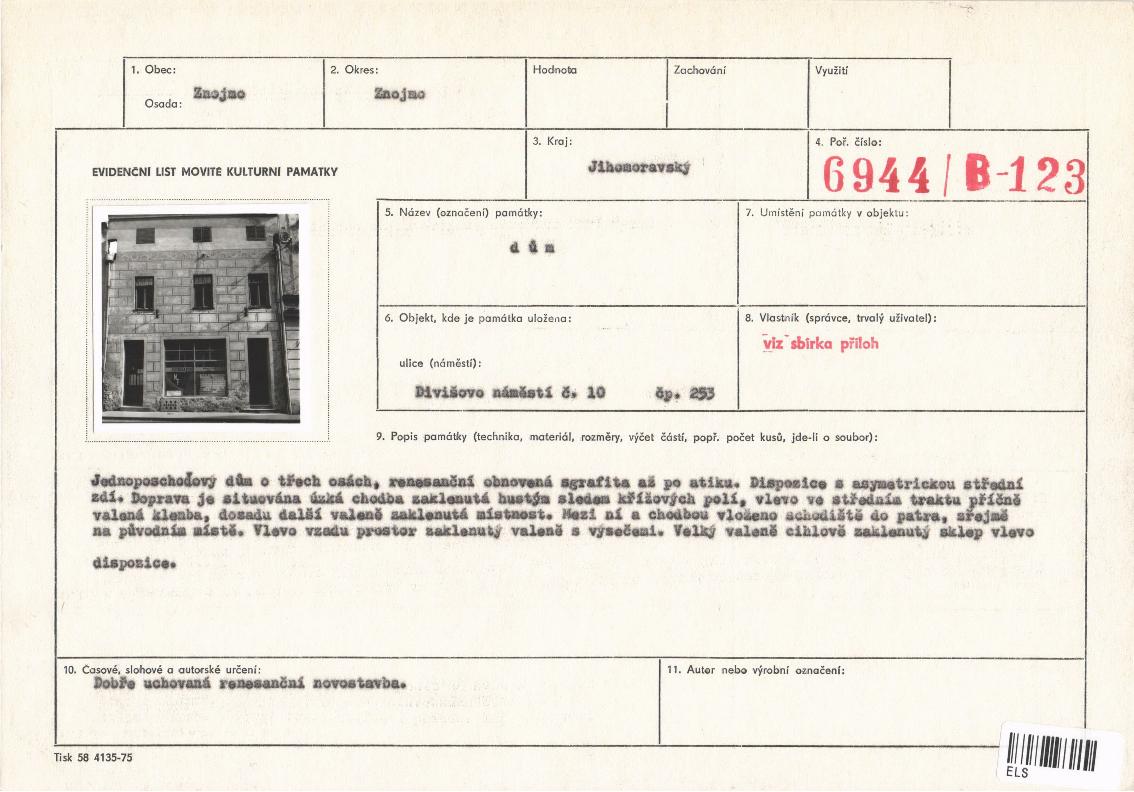 1. Obec:
Osada: Znojmo
2. Okres:
Znojmo
Hodnota
Zachování
Využití
EVIDENČNÍ LIST MOVITÉ KULTURNÍ PAMÁTKY
3. Kraj:
Jihomoravský
4. Poř. číslo:
6944/B-123
5. Název (označení) památky:
d ů m
7. Umístění památky v objektu:
6. Objekt, kde je památka uložena:
ulice (náměstí):
Divišovo náměstí č. 10 čp. 253
8. Vlastník (správce, trvalý uživatel):
viz sbírka příloh
9. Popis památky (technika, materiál, rozměry, výčet částí, popř. počet kusů, jde-li o soubor):
Jednoposchoďový dům o třech osách, renesanční obnovená sgrafita až po atiku. Dispozice s asymetrickou střední
zdí. Doprava je situována úzká chodba zaklenutá hustým sledem křížových polí, vlevo ve středním traktu příčně
valená klenba, dozadu další valeně zaklenutá místnost. Mezi ní a chodbou vloženo schodiště do patra, zřejmě
na původním místě. Vlevo vzadu prostor zaklenutý valeně s výsečemi. Velký valeně cihlově zaklenutý sklep vlevo
dispozice.
10. Časové, slohové a autorské určení:
Dobře uchovaná renesanční novostavba.
11. Autor nebo výrobní označení:
Tisk 58 4135-75
ELS